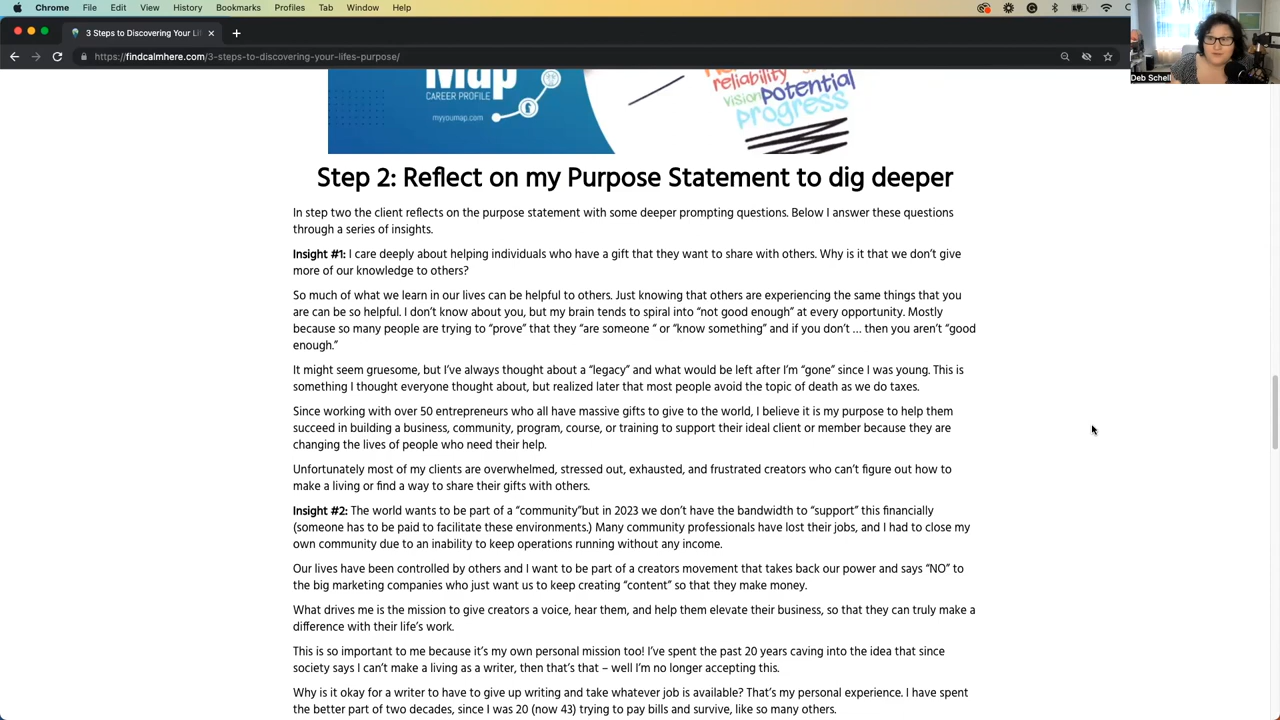 Chrome File Edit View History Bookmarks Profiles Tab Window Help
3 Steps to Discovering Your Li
https://findcalmhere.com/3-steps-to-discovering-your-lifes-purpose/
Deb Schell
Map
CAREER PROFILE
myyoumap.com
reliability
vision potential
progress
Step 2: Reflect on my Purpose Statement to dig deeper
In step two the client reflects on the purpose statement with some deeper prompting questions. Below I answer these questions
through a series of insights.
Insight #1: I care deeply about helping individuals who have a gift that they want to share with others. Why is it that we don’t give
more of our knowledge to others?
So much of what we learn in our lives can be helpful to others. Just knowing that others are experiencing the same things that you
are can be so helpful. I don’t know about you, but my brain tends to spiral into “not good enough” at every opportunity. Mostly
because so many people are trying to “prove” that they “are someone “ or “know something” and if you don’t … then you aren’t “good
enough.”
It might seem gruesome, but I’ve always thought about a “legacy” and what would be left after I’m “gone” since I was young. This is
something I thought everyone thought about, but realized later that most people avoid the topic of death as we do taxes.
Since working with over 50 entrepreneurs who all have massive gifts to give to the world, I believe it is my purpose to help them
succeed in building a business, community, program, course, or training to support their ideal client or member because they are
changing the lives of people who need their help.
Unfortunately most of my clients are overwhelmed, stressed out, exhausted, and frustrated creators who can’t figure out how to
make a living or find a way to share their gifts with others.
Insight #2: The world wants to be part of a “community”but in 2023 we don’t have the bandwidth to “support” this financially
(someone has to be paid to facilitate these environments.) Many community professionals have lost their jobs, and I had to close my
own community due to an inability to keep operations running without any income.
Our lives have been controlled by others and I want to be part of a creators movement that takes back our power and says “NO” to
the big marketing companies who just want us to keep creating “content” so that they make money.
What drives me is the mission to give creators a voice, hear them, and help them elevate their business, so that they can truly make a
difference with their life’s work.
This is so important to me because it’s my own personal mission too! I’ve spent the past 20 years caving into the idea that since
society says I can’t make a living as a writer, then that’s that – well I’m no longer accepting this.
Why is it okay for a writer to have to give up writing and take whatever job is available? That’s my personal experience. I have spent
the better part of two decades, since I was 20 (now 43) trying to pay bills and survive, like so many others.